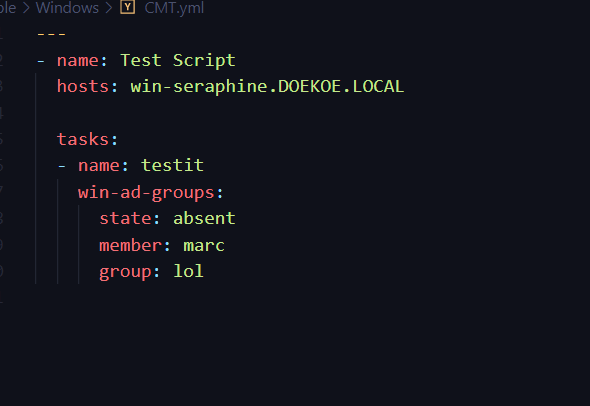 ble > Windows > Y CMT.yml
---
- name: Test Script
hosts: win-seraphine.DOEKOE.LOCAL
tasks:
- name: testit
win-ad-groups:
state: absent
member: marc
group: lol